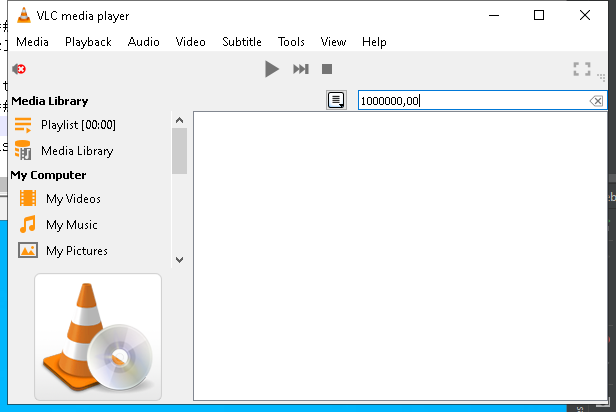 VLC media player
Media Playback Audio Video Subtitle Tools View Help
1000000,00
Media Library
Playlist [00:00]
Media Library
My Computer
My Videos
My Music
My Pictures